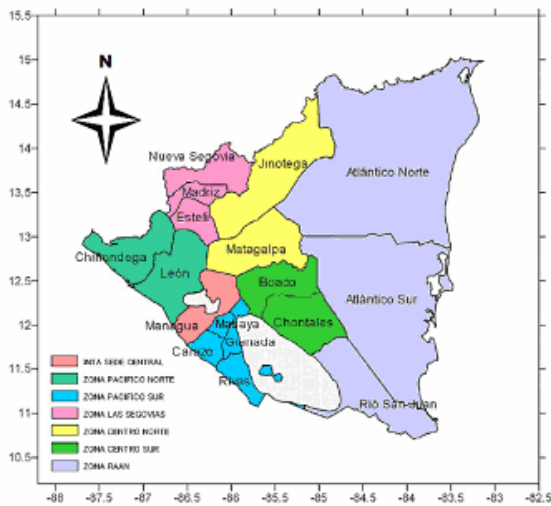 N
15.5
15
14.5
14
13.5
13
12.5
12
11.5
11
10.5
Nueva Segovia
Jinotega
Madriz
Atlántico Norte
Estelí
Chinondega
León
Matagalpa
Boaco
Atlántico Sur
Managua
Masaya
Chontales
Granada
Carazo
Rivas
Rió San Juan
INTA SEDE CENTRAL
ZONA PACIFICO NORTE
ZONA PACIFICO SUR
ZONA LAS SEGOVIAS
ZONA CENTRO NORTE
ZONA CENTRO SUR
ZONA RAAN
-88 -87.5 -87 -86.5 -86 -85.5 -85 -84.5 -84 -83.5 -83 -82.5